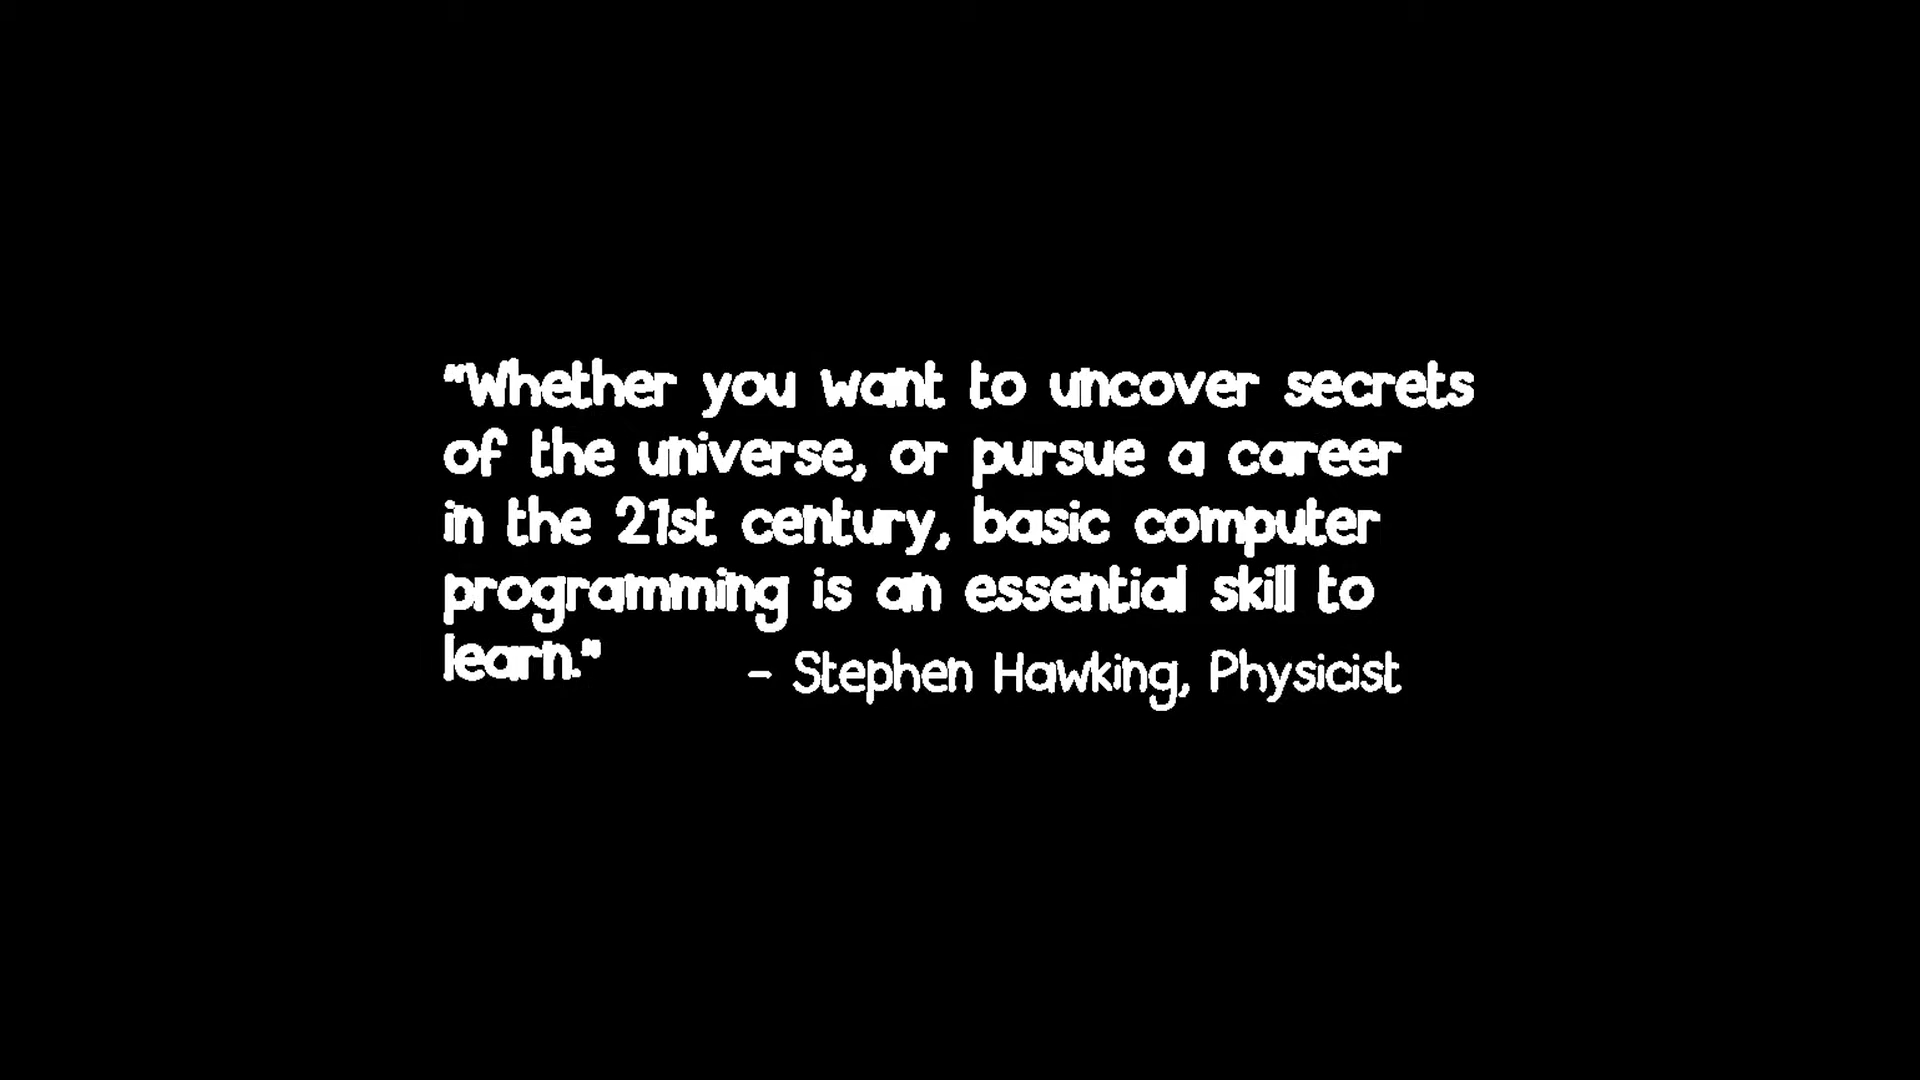 "Whether you want to uncover secrets
of the universe, or pursue a career
in the 21st century, basic computer
programming is an essential skill to
learn."
- Stephen Hawking, Physicist